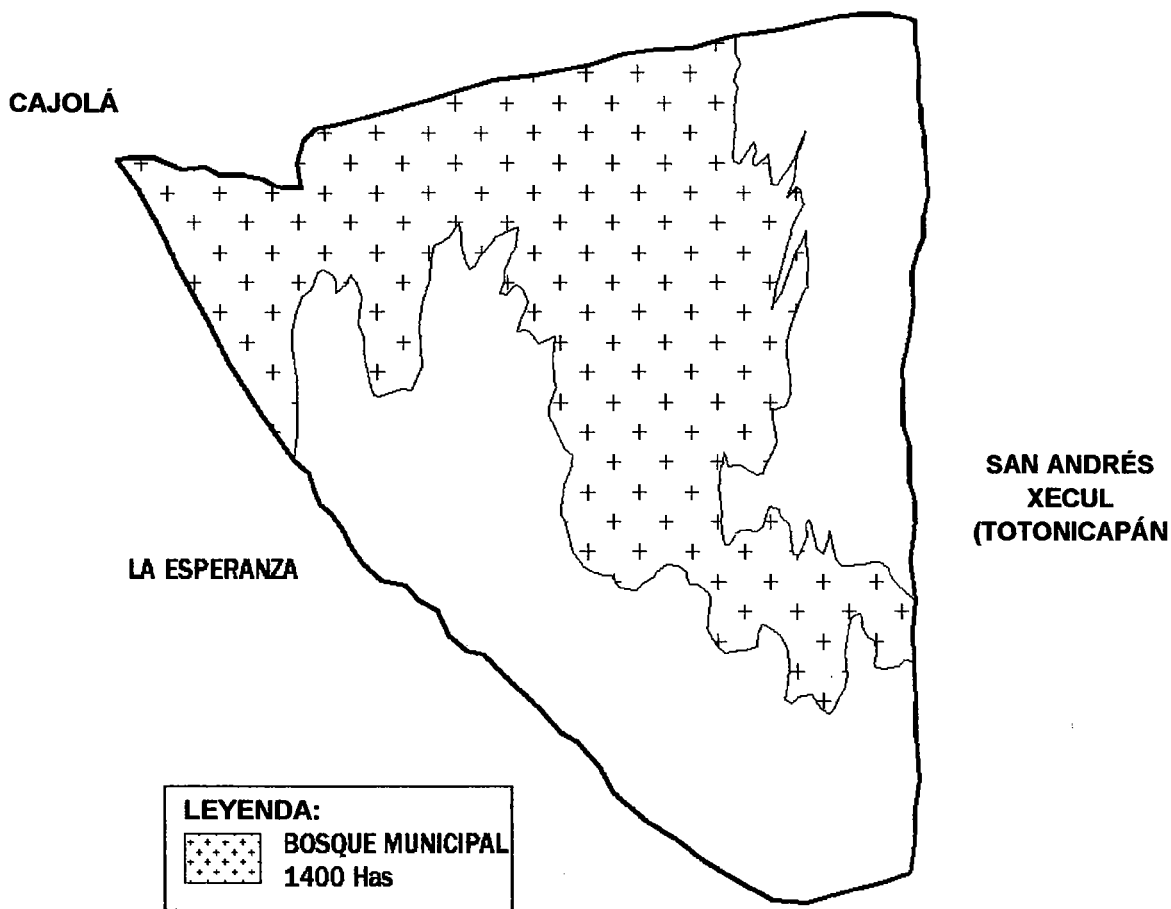 CAJOLÁ
SAN ANDRÉS
XECUL
(TOTONICAPÁN
LA ESPERANZA
LEYENDA:
BOSQUE MUNICIPAL
1400 Has